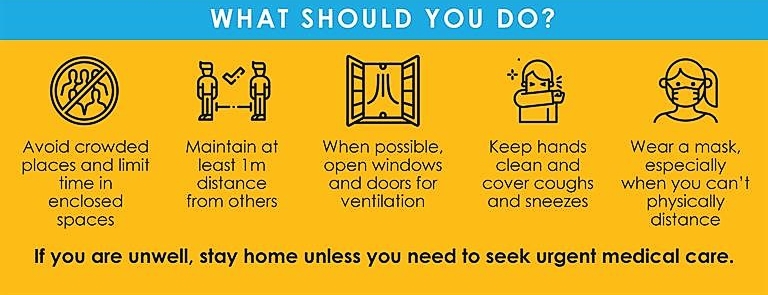 WHAT SHOULD YOU DO?
Avoid crowded
places and limit
time in
enclosed
spaces
Maintain at
least 1m
distance
from others
When possible,
open windows
and doors for
ventilation
Keep hands
clean and
cover coughs
and sneezes
Wear a mask,
especially
when you can't
physically
distance
If you are unwell, stay home unless you need to seek urgent medical care.